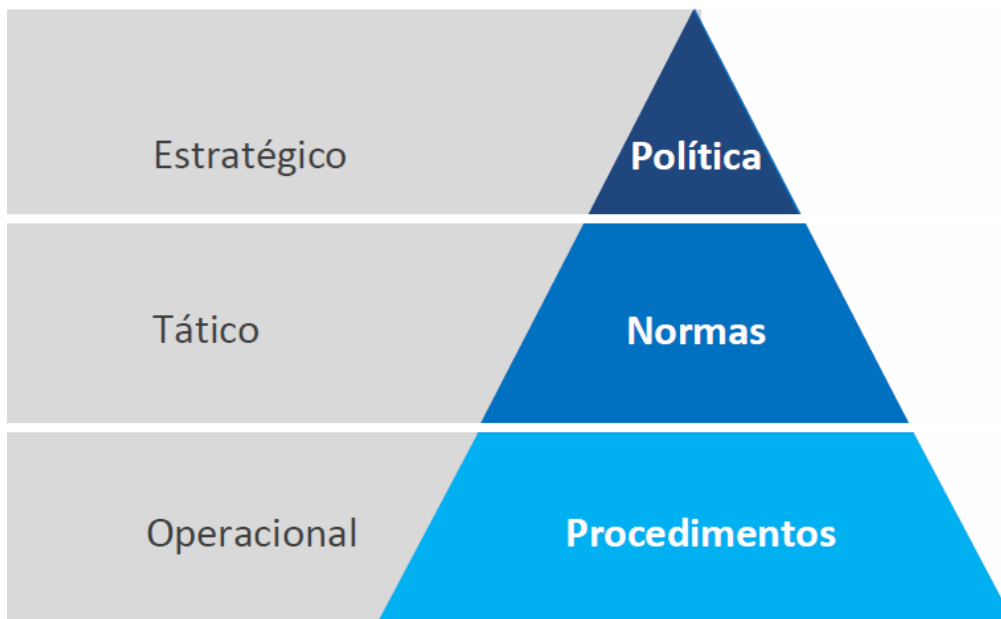 Estratégico
Política
Tático
Normas
Operacional
Procedimentos